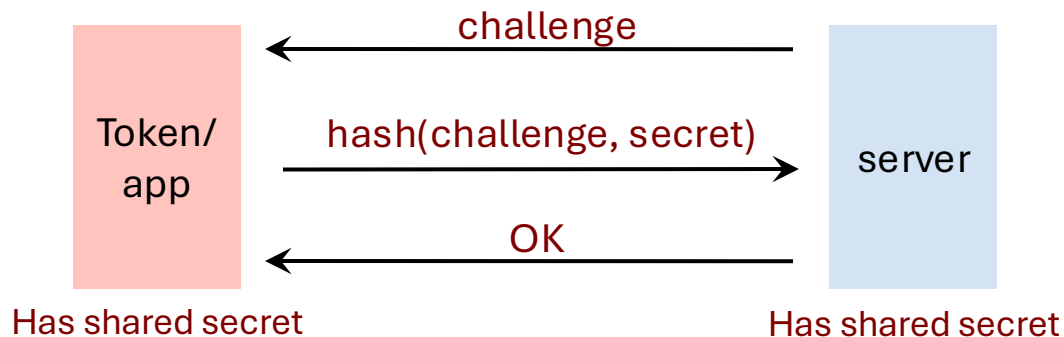 challenge
Token/
app
hash(challenge, secret)
server
OK
Has shared secret
Has shared secret